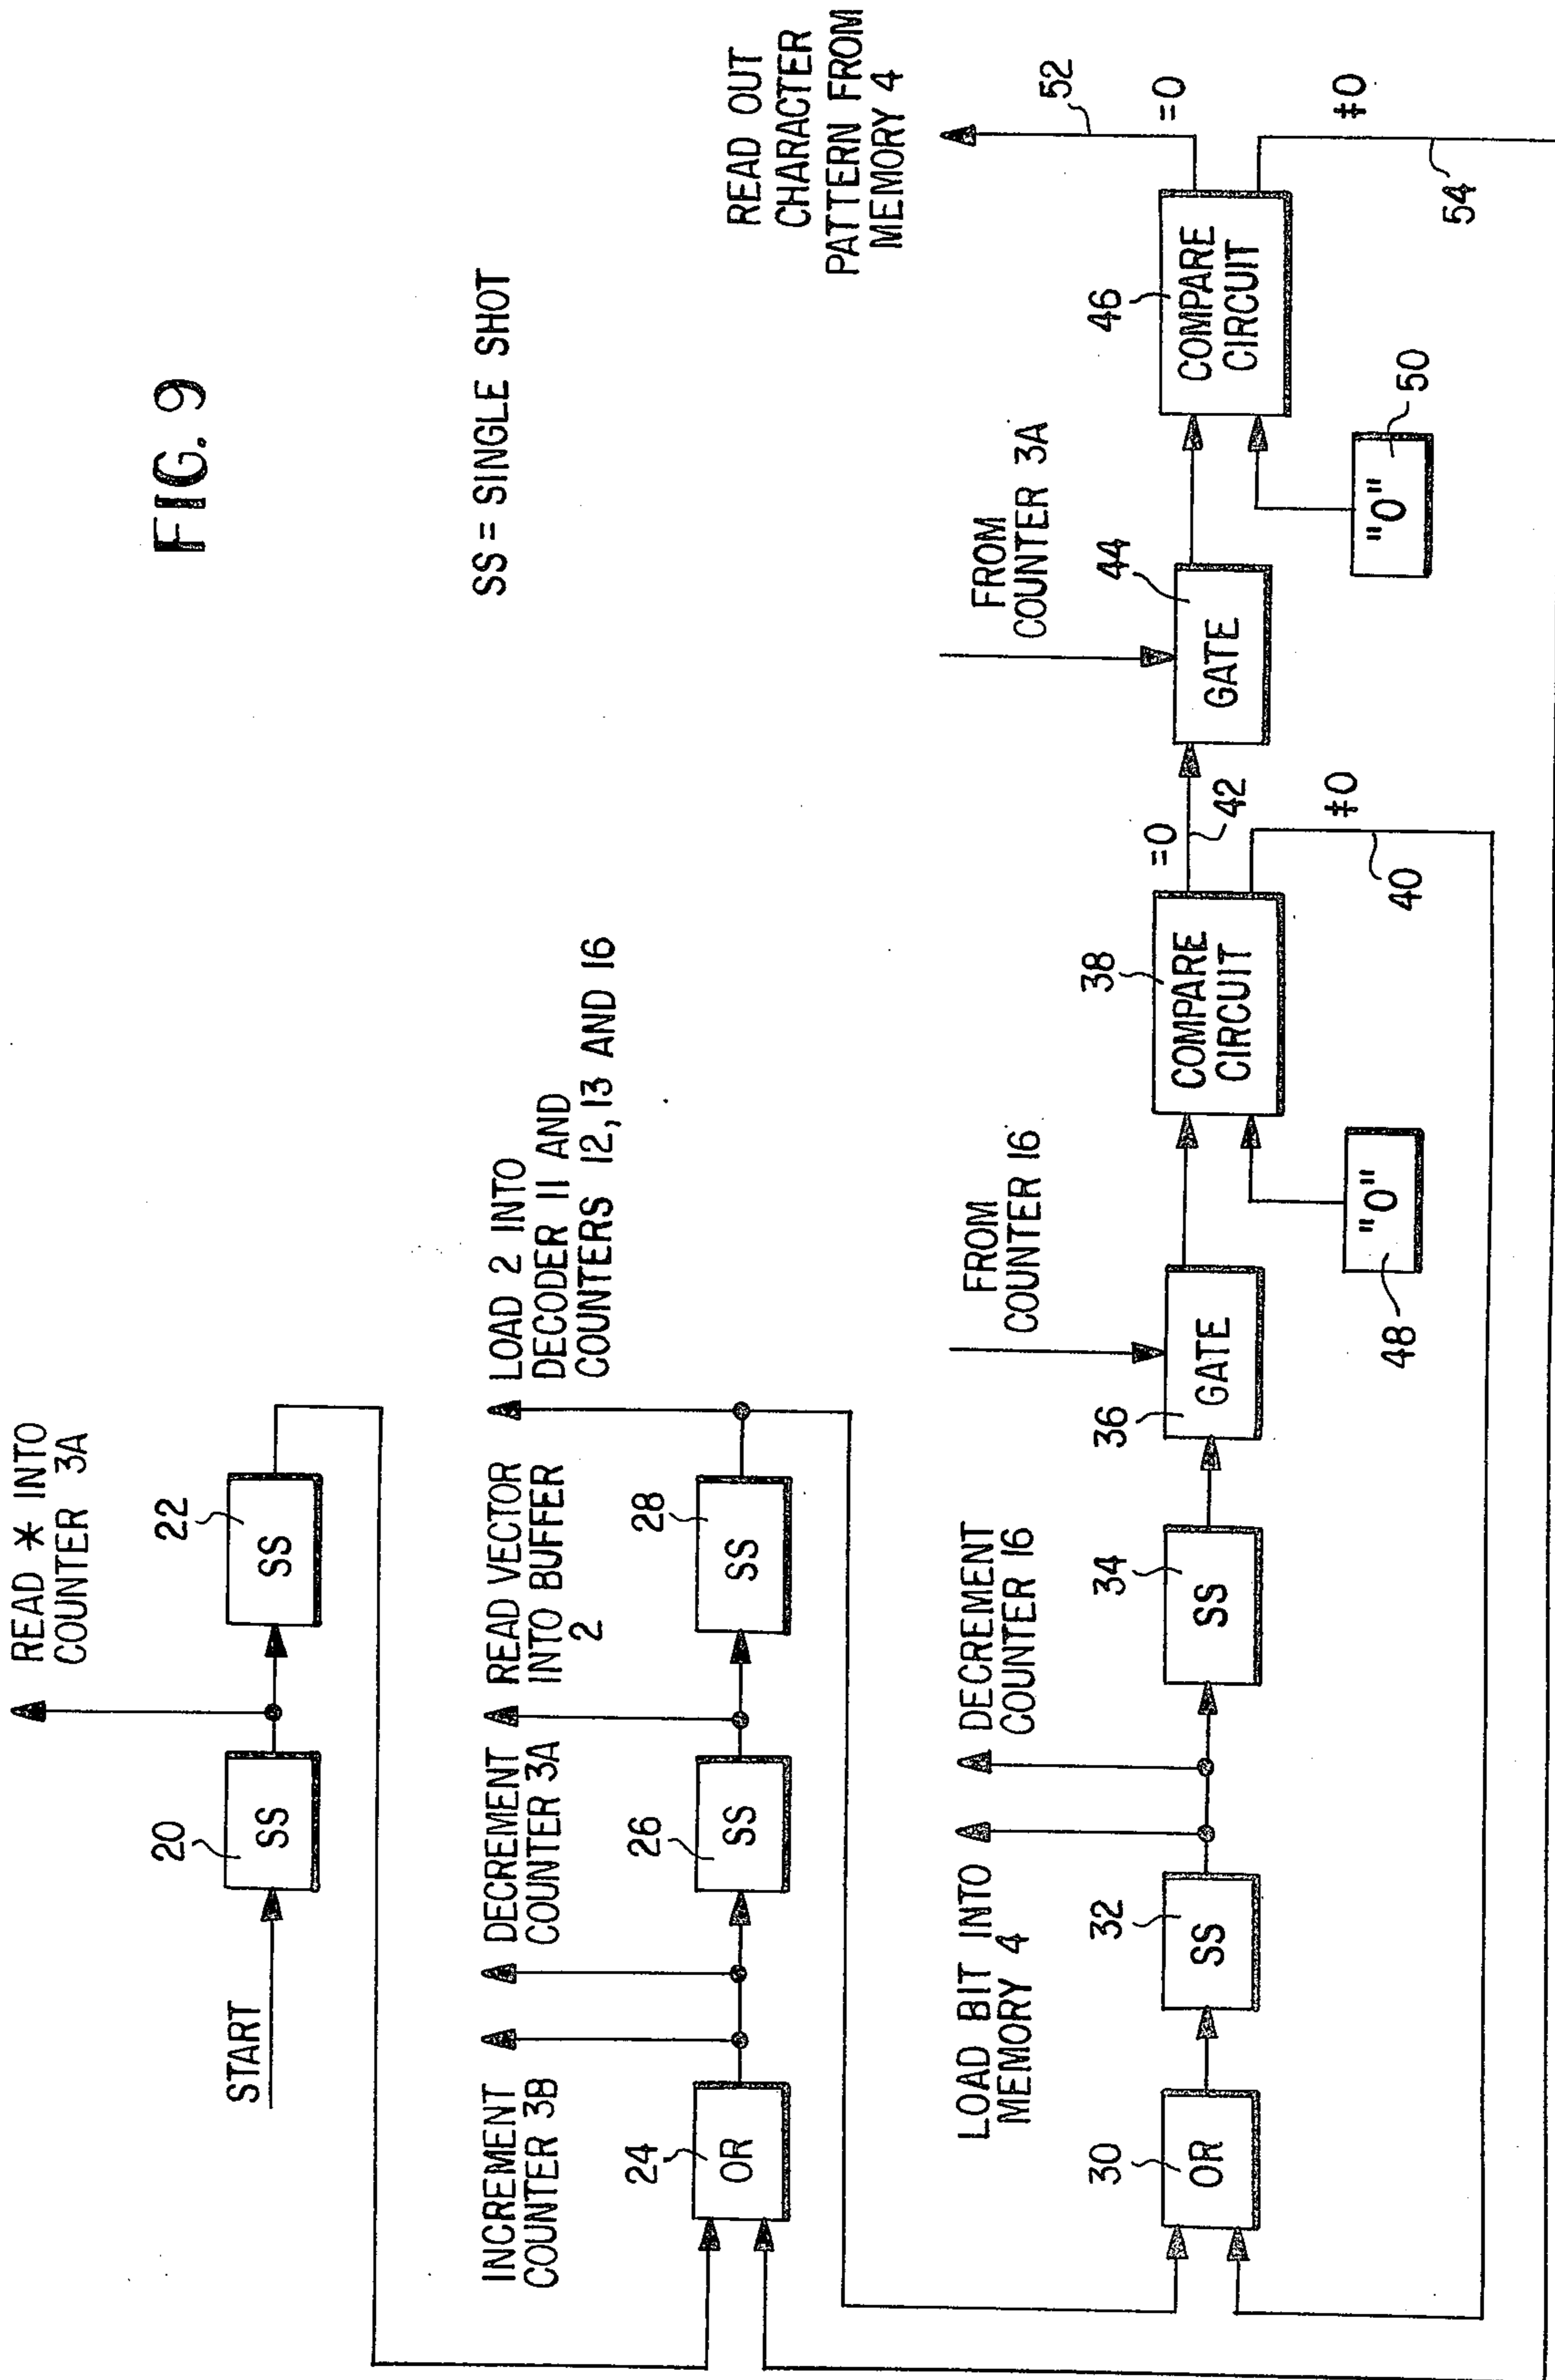 FIG. 9
SS = SINGLE SHOT
READ * INTO
COUNTER 3A
START
20
SS
22
SS
INCREMENT
COUNTER 3B
DECREMENT
COUNTER 3A
READ VECTOR
INTO BUFFER
2
LOAD 2 INTO
DECODER 11 AND
COUNTERS 12, 13 AND 16
24
OR
26
SS
28
SS
LOAD BIT INTO
MEMORY 4
DECREMENT
COUNTER 16
FROM
COUNTER 16
FROM
COUNTER 3A
READ OUT
CHARACTER
PATTERN FROM
MEMORY 4
30
OR
32
SS
34
SS
36
GATE
38
COMPARE
CIRCUIT
=0
42
≠0
40
44
GATE
46
COMPARE
CIRCUIT
52
=0
≠0
54
"0"
48
"0"
50